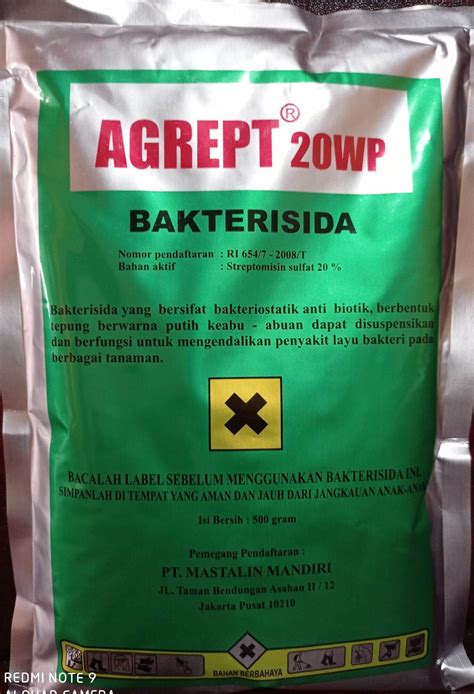 AGREPT® 20WP
BAKTERISIDA
Nomor pendaftaran : RI 654/7 - 2008/T
Bahan aktif : Streptomisin sulfat 20 %
Bakterisida yang bersifat bakteriostatik anti biotik, berbentuk
tepung berwarna putih keabu - abuan dapat disuspensikan
dan berfungsi untuk mengendalikan penyakit layu bakteri pada
berbagai tanaman.
BACALAH LABEL SEBELUM MENGGUNAKAN BAKTERISIDA INI.
SIMPANLAH DI TEMPAT YANG AMAN DAN JAUH DARI JANGKAUAN ANAK-ANAK
Isi Bersih : 500 gram
Pemegang Pendaftaran :
PT. MASTALIN MANDIRI
JL. Taman Bendungan Asahan II / 12
Jakarta Pusat 10210
BAHAN BERBAHAYA
REDMI NOTE 9
CAMERA